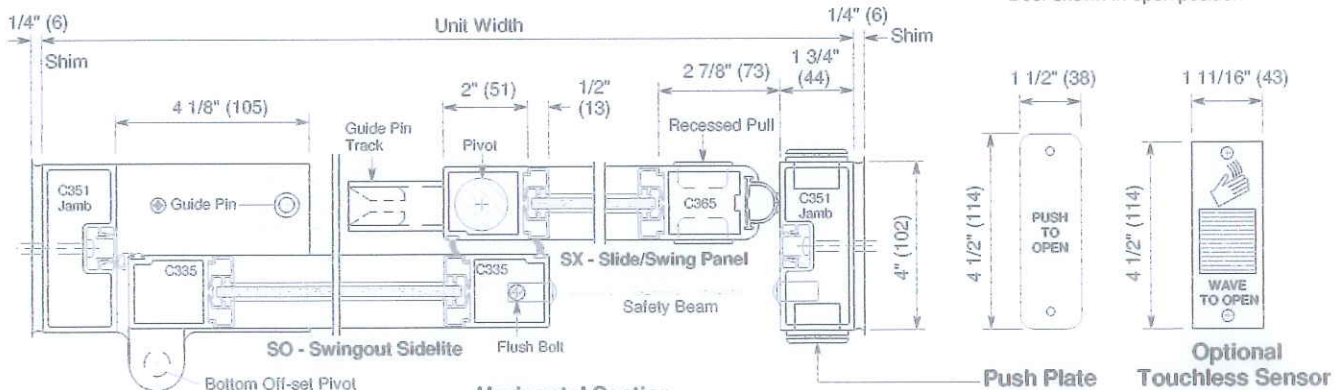 1/4" (6)
Unit Width
1/4" (6)
Shim
Shim
1 3/4"
(44)
2 7/8" (73)
1/2"
(13)
2" (51)
4 1/8" (105)
1 1/2" (38)
1 11/16" (43)
Guide Pin
Track
Pivot
Recessed Pull
C351
Jamb
Guide Pin
C365
C351
Jamb
4" (102)
4 1/2" (114)
PUSH
TO
OPEN
4 1/2" (114)
WAVE
TO OPEN
C335
C335
SX - Slide/Swing Panel
Safety Beam
SO - Swingout Sidelite
Flush Bolt
Bottom Off-set Pivot
Push Plate
Optional
Touchless Sensor